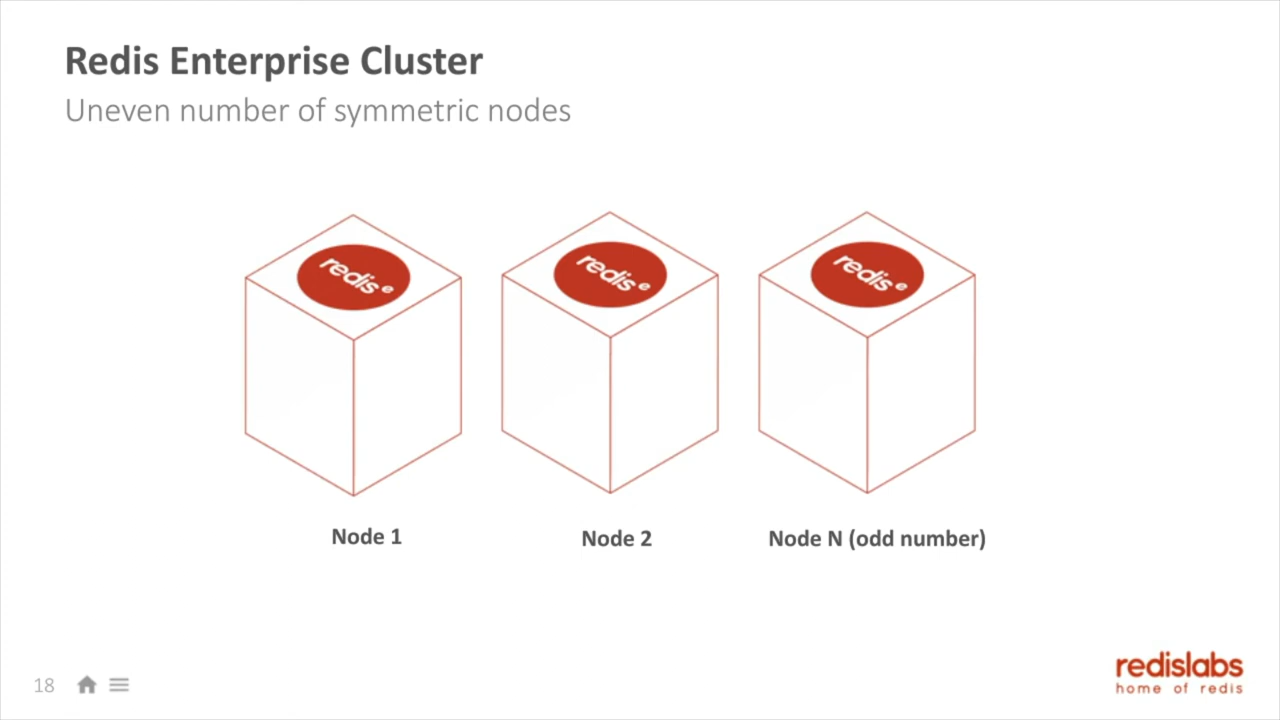 Redis Enterprise Cluster
Uneven number of symmetric nodes
redis e
redis e
redis e
Node 1
Node 2
Node N (odd number)
18
redislabs
home of redis